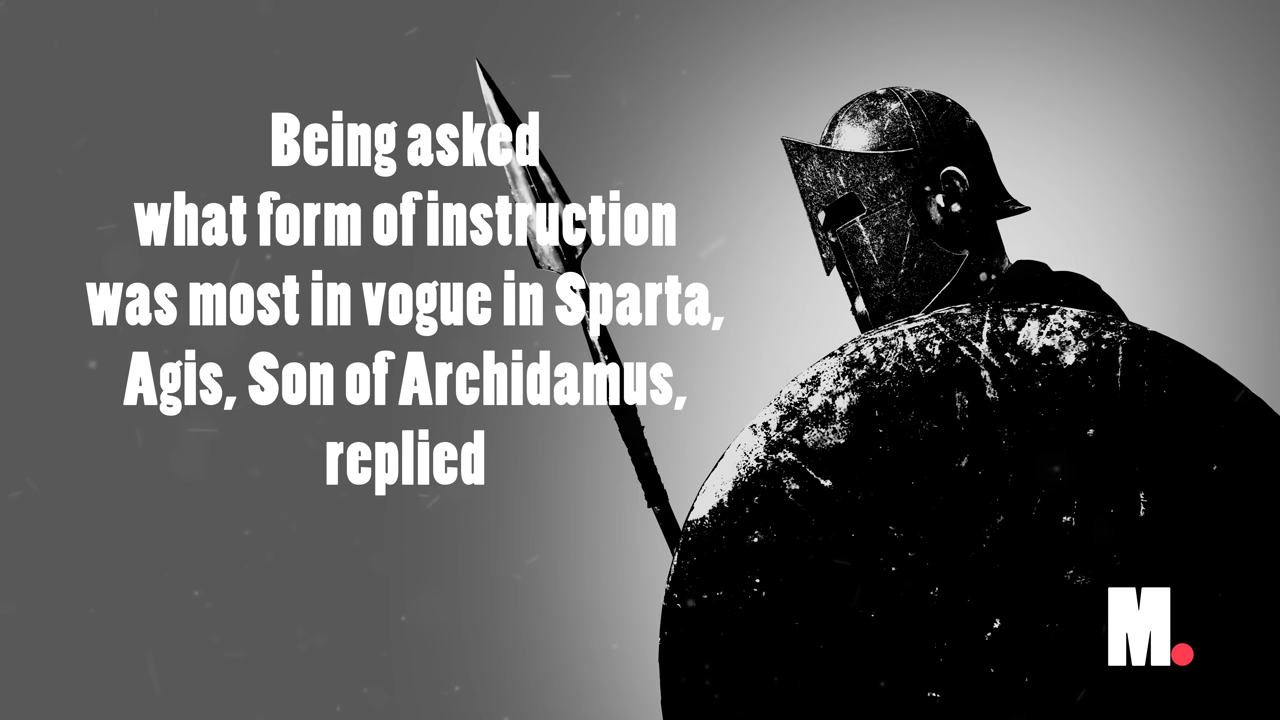 Being asked
what form of instruction
was most in vogue in Sparta,
Agis, Son of Archidamus,
replied
M.